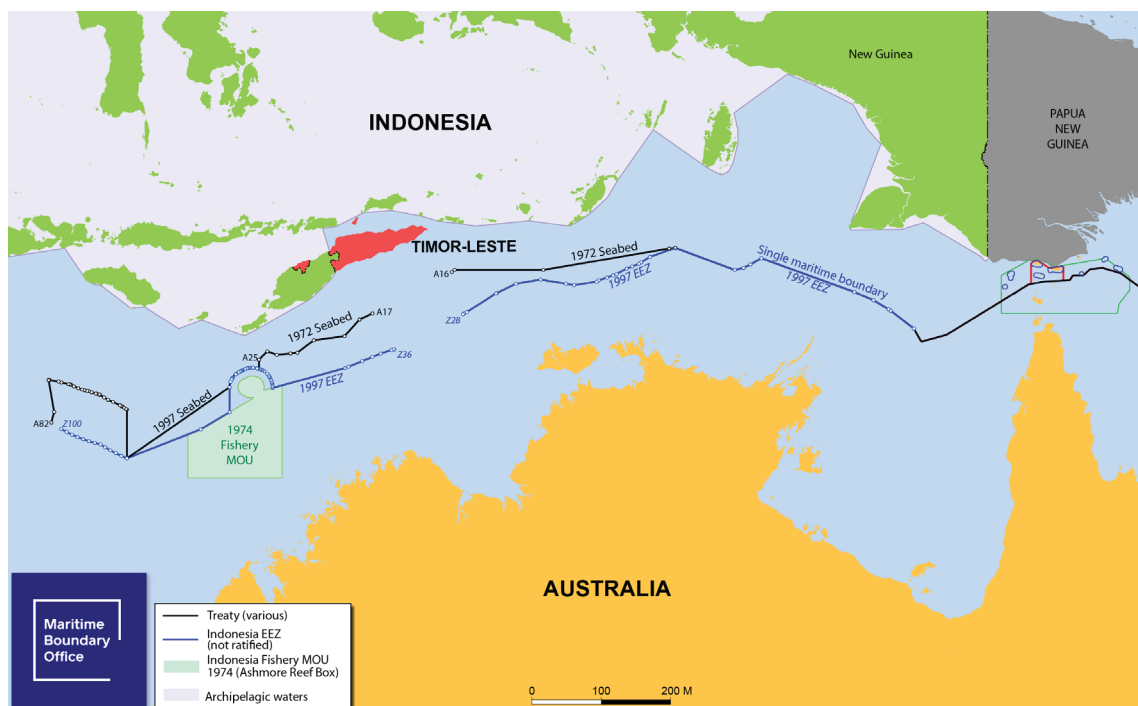 New Guinea
INDONESIA
PAPUA
NEW
GUINEA
TIMOR-LESTE
1972 Seabed
A16
1997 EEZ
Single maritime boundary
1997 EEZ
Z28
A17
1972 Seabed
A25
Z36
1997 EEZ
1997 Seabed
A82
Z100
1974
Fishery
MOU
AUSTRALIA
Maritime
Boundary
Office
Treaty (various)
Indonesia EEZ
(not ratified)
Indonesia Fishery MOU
1974 (Ashmore Reef Box)
Archipelagic waters
0 100 200 M